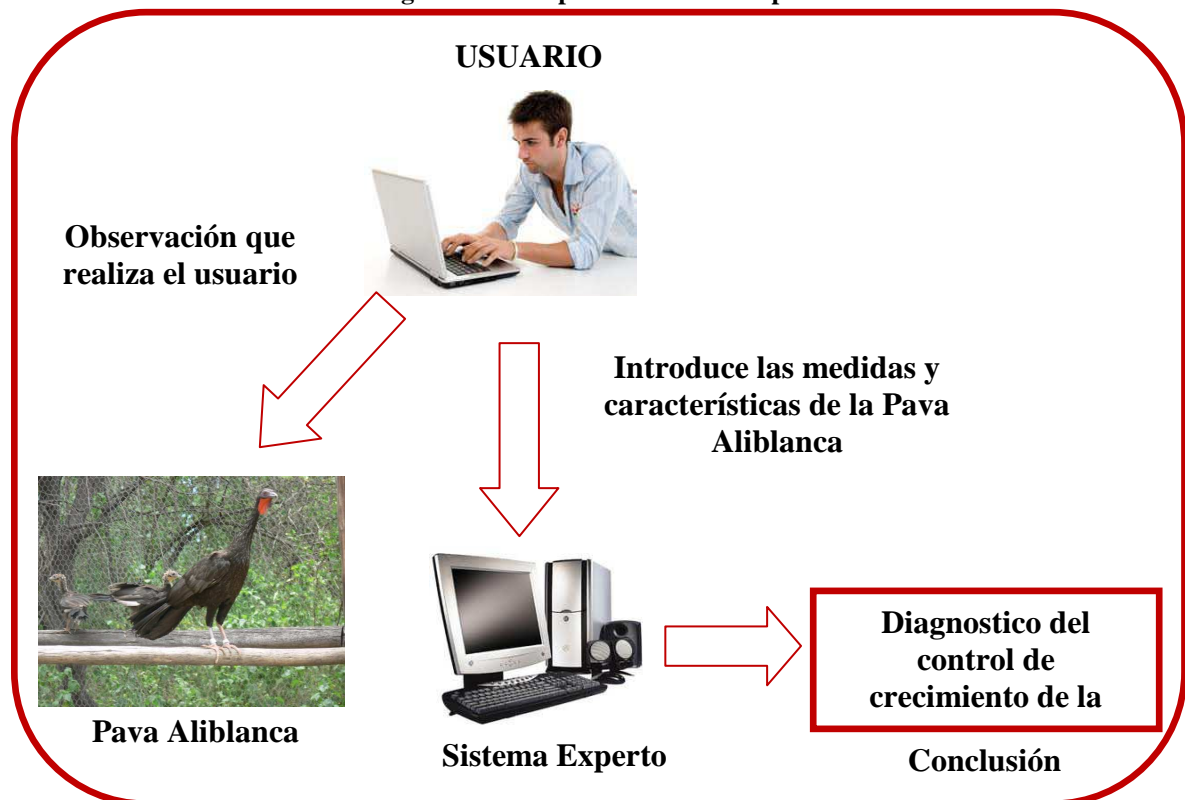 USUARIO
Observación que
realiza el usuario
Introduce las medidas y
características de la Pava
Aliblanca
Pava Aliblanca
Sistema Experto
Diagnostico del
control de
crecimiento de la
Conclusión